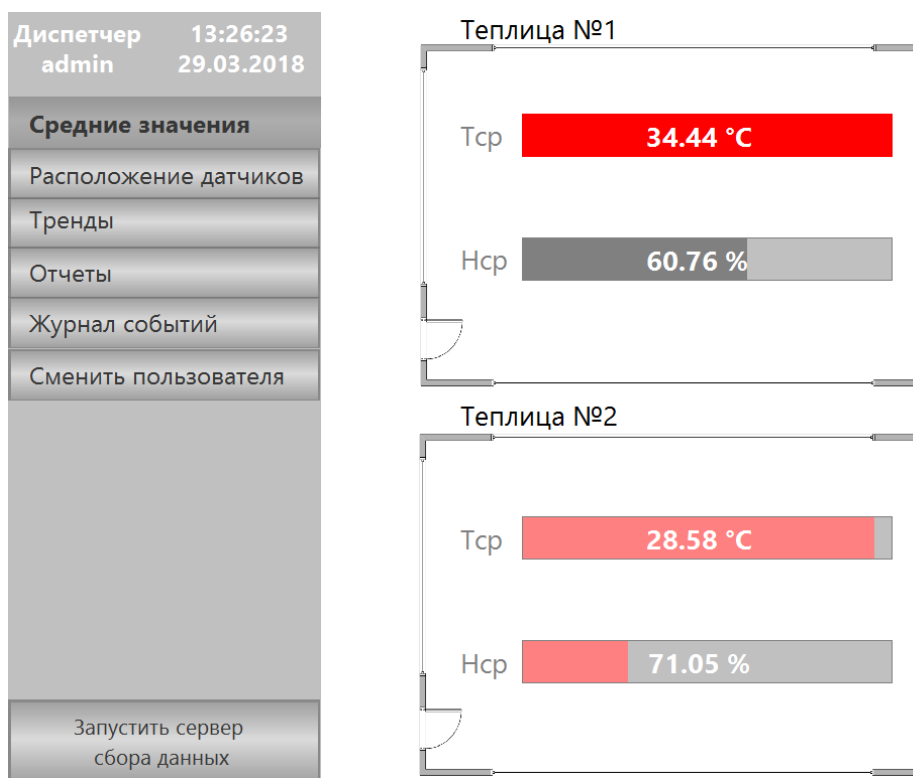 Диспетчер 13:26:23
admin 29.03.2018
Средние значения
Расположение датчиков
Тренды
Отчеты
Журнал событий
Сменить пользователя
Запустить сервер
сбора данных
Теплица №1
Тср 34.44 °C
Нср 60.76 %
Теплица №2
Тср 28.58 °C
Нср 71.05 %